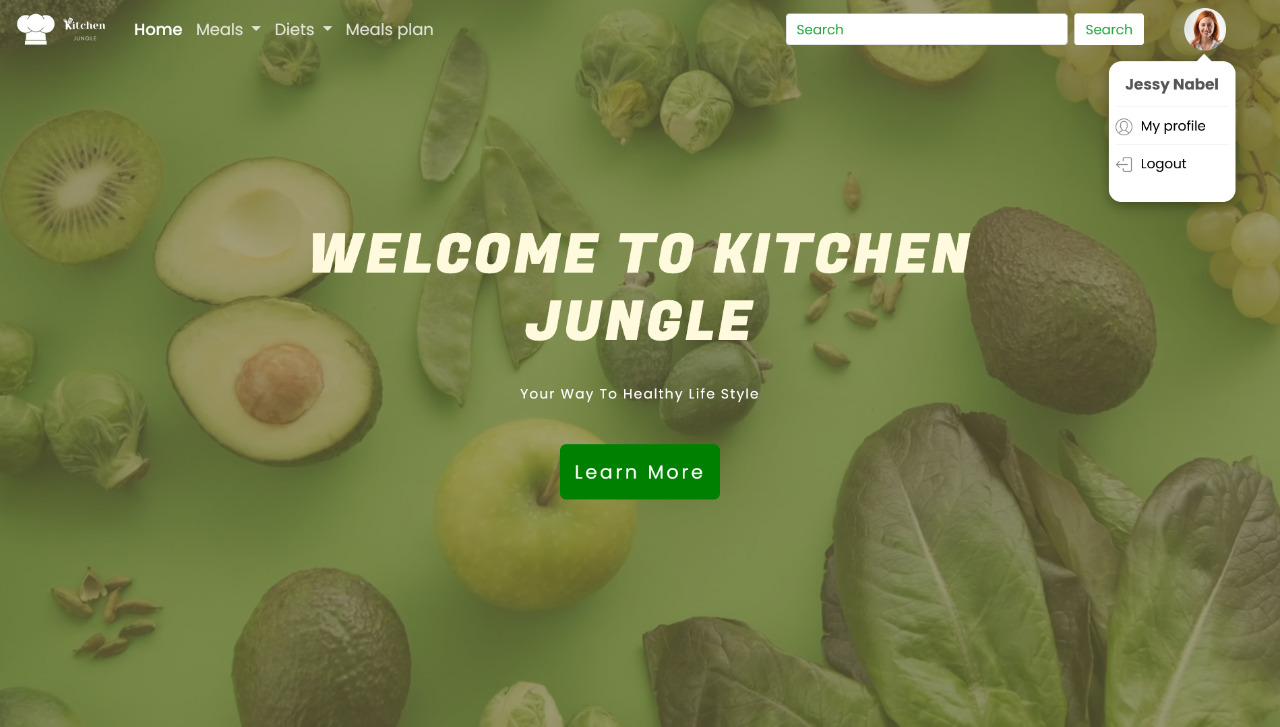 Kitchen
JUNGLE
Home Meals Diets Meals plan
Search
Search
Jessy Nabel
My profile
Logout
WELCOME TO KITCHEN
JUNGLE
Your Way To Healthy Life Style
Learn More